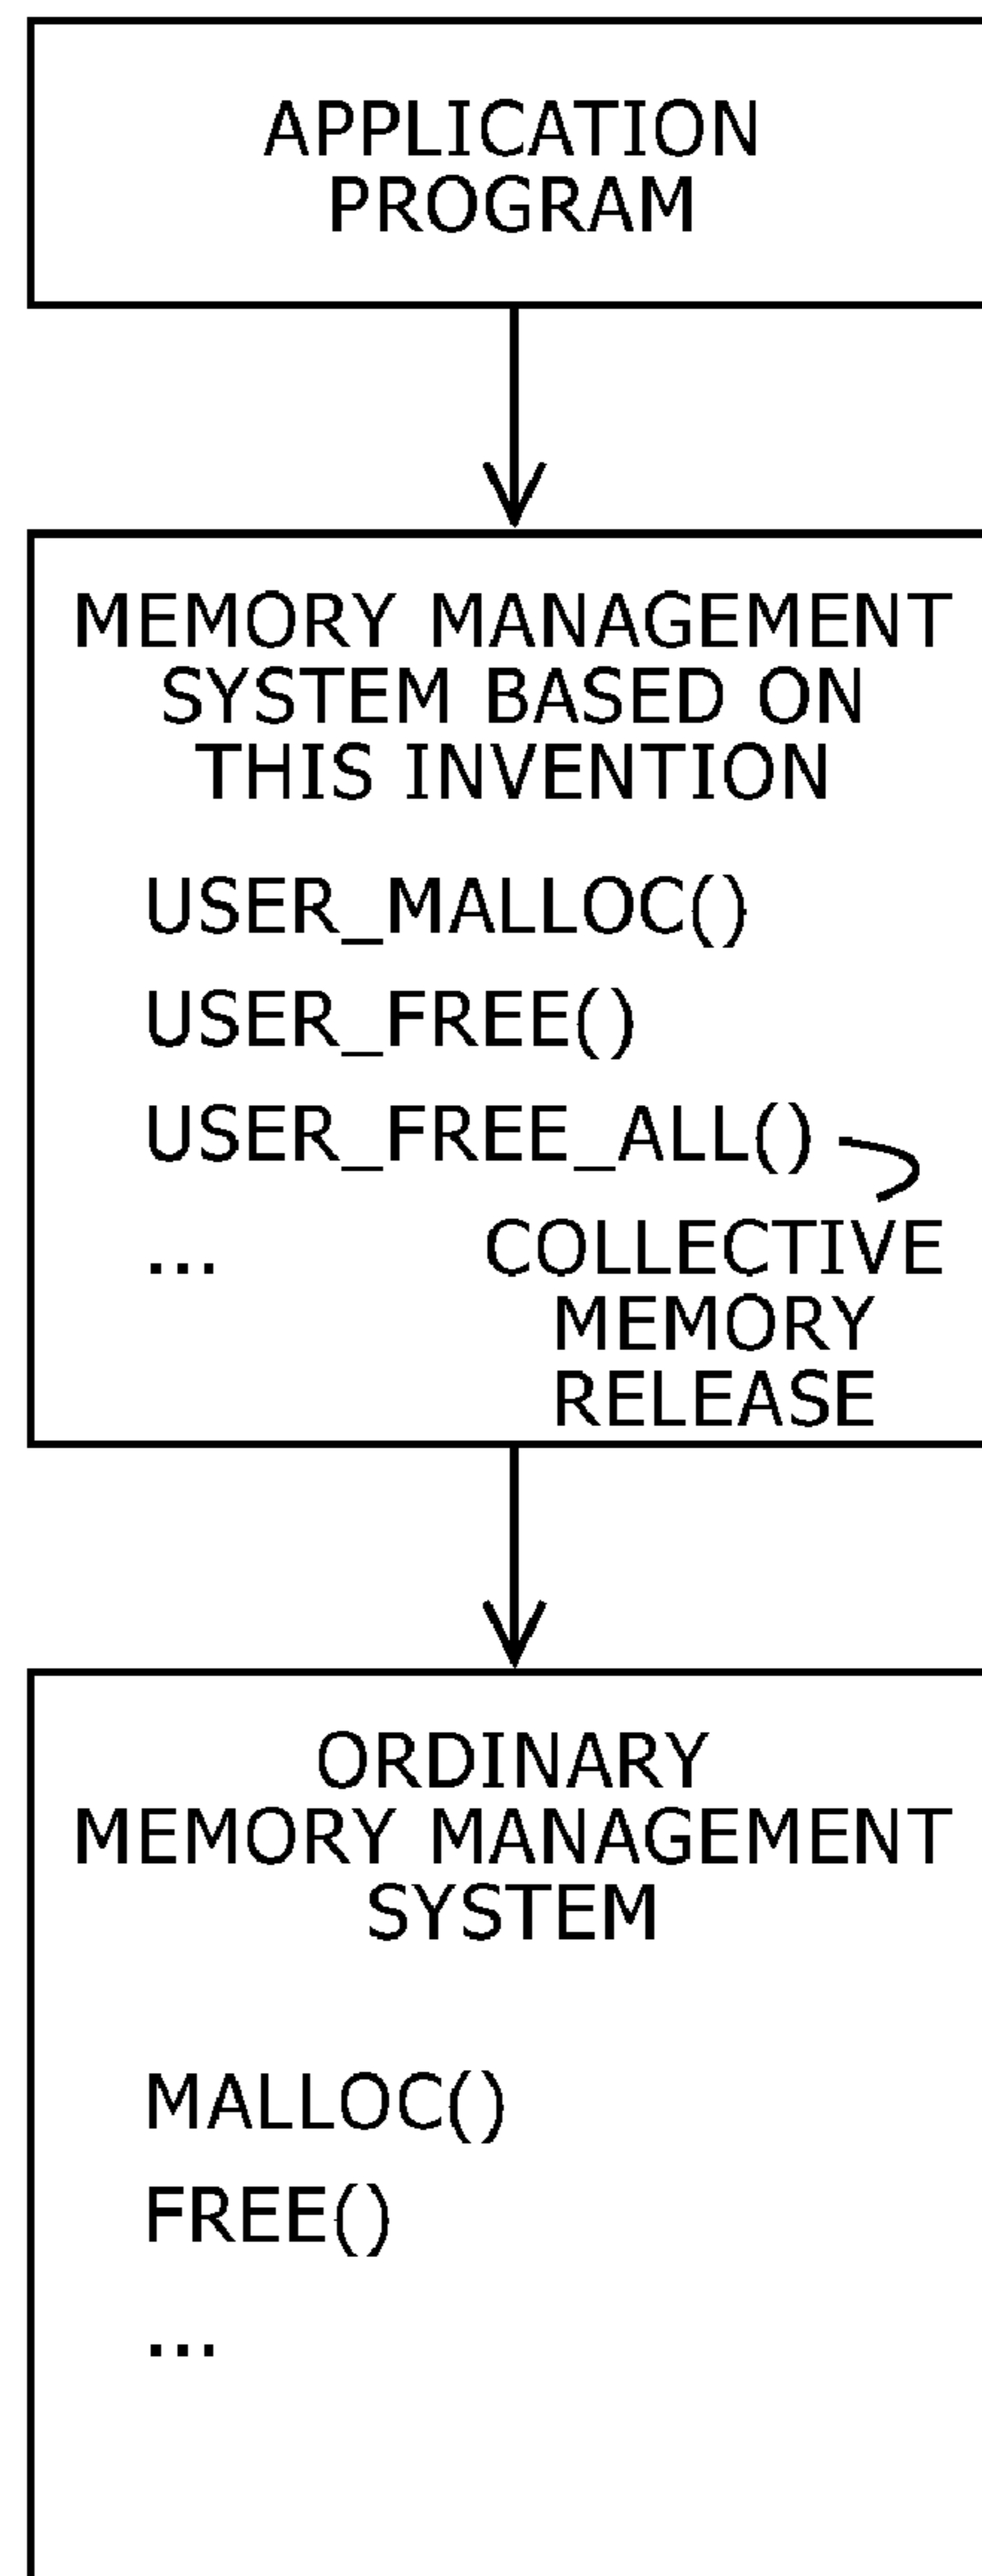 APPLICATION
PROGRAM
MEMORY MANAGEMENT
SYSTEM BASED ON
THIS INVENTION
USER_MALLOC()
USER_FREE()
USER_FREE_ALL()
... COLLECTIVE
MEMORY
RELEASE
ORDINARY
MEMORY MANAGEMENT
SYSTEM
MALLOC()
FREE()
...